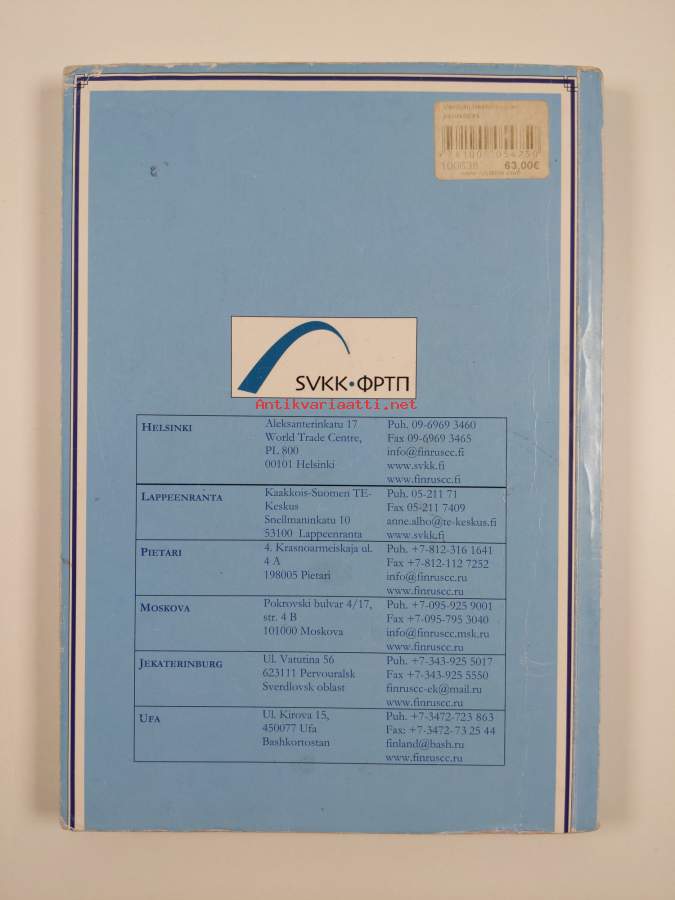 100538 63,00€
SVKK•ФРТП
Antikvariaatti.net
HELSINKI
Aleksanterinkatu 17
World Trade Centre,
PL 800
00101 Helsinki
Puh. 09-6969 3460
Fax 09-6969 3465
info@finruscc.fi
www.svkk.fi
www.finruscc.fi
LAPPEENRANTA
Kaakkois-Suomen TE-
Keskus
Snellmaninkatu 10
53100 Lappeenranta
Puh. 05-211 71
Fax 05-211 7409
anne.albo@te-keskus.fi
www.svkk.fi
PIETARI
4. Krasnoarmeiskaja ul.
4 A
198005 Pietari
Puh. +7-812-316 1641
Fax +7-812-112 7252
info@finruscc.ru
www.finruscc.ru
MOSKOVA
Pokrovski bulvar 4/17,
str. 4 B
101000 Moskova
Puh. +7-095-925 9001
Fax +7-095-795 3040
info@finruscc.msk.ru
www.finruscc.ru
JEKATERINBURG
Ul. Vatutina 56
623111 Pervouralsk
Sverdlovsk oblast
Puh. +7-343-925 5017
Fax +7-343-925 5550
finruscc-ek@mail.ru
www.finruscc.ru
UFA
Ul. Kirova 15,
450077 Ufa
Bashkortostan
Puh. +7-3472-723 863
Fax: +7-3472-73 25 44
finland@bash.ru
www.finruscc.ru